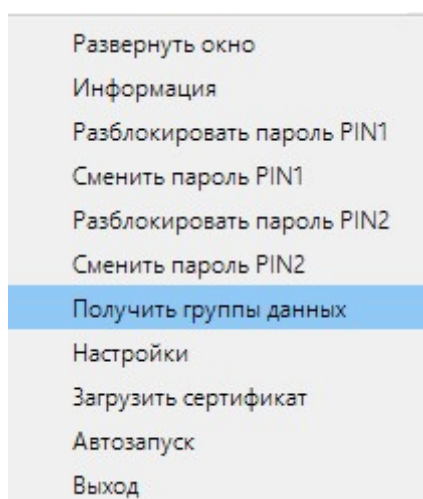 Развернуть окно
Информация
Разблокировать пароль PIN1
Сменить пароль PIN1
Разблокировать пароль PIN2
Сменить пароль PIN2
Получить группы данных
Настройки
Загрузить сертификат
Автозапуск
Выход